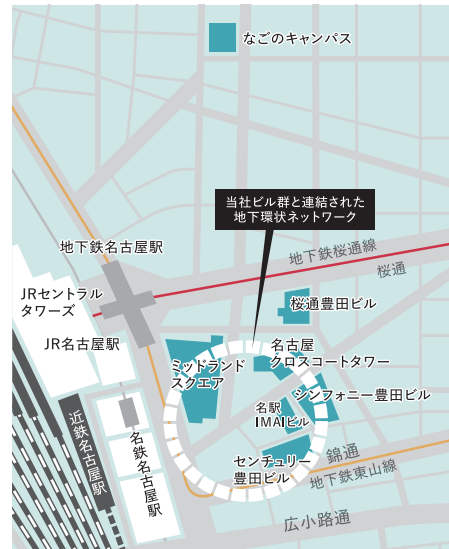 なごのキャンパス
当社ビル群と連結された
地下環状ネットワーク
地下鉄名古屋駅
地下鉄桜通線
桜通
JRセントラル
タワーズ
桜通豊田ビル
JR名古屋駅
ミッドランド
スクエア
名古屋
クロスコートタワー
シンフォニー豊田ビル
名駅
IMAIビル
近鉄名古屋駅
名鉄名古屋駅
センチュリー
豊田ビル
錦通
地下鉄東山線
広小路通